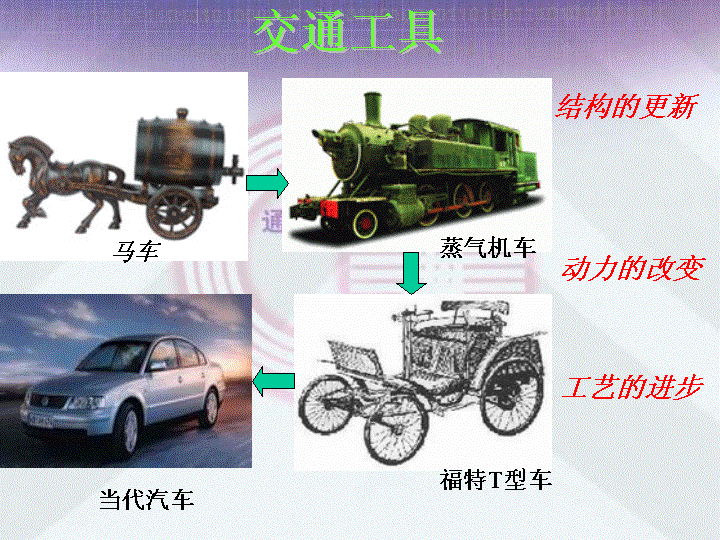 交通工具
结构的更新
马车
蒸气机车
动力的改变
工艺的进步
福特T型车
当代汽车
通